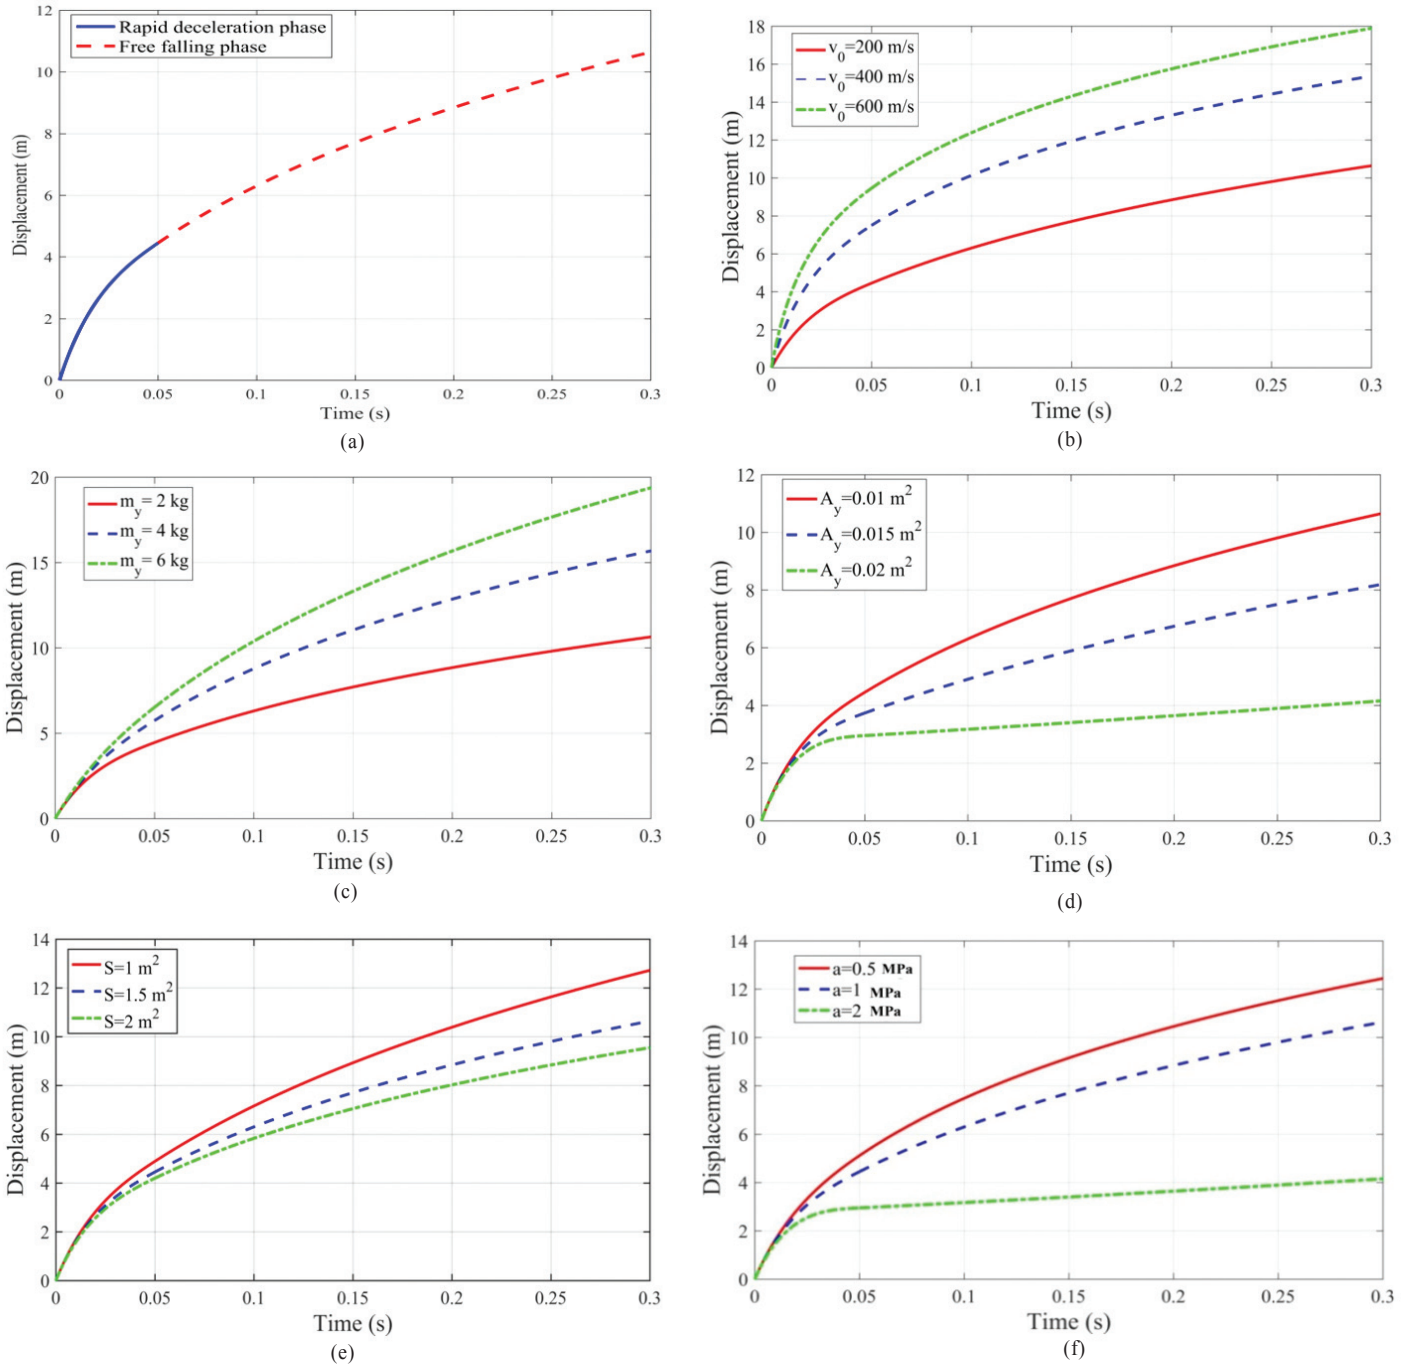 12
10
8
6
4
2
0
Displacement (m)
Rapid deceleration phase
Free falling phase
0 0.05 0.1 0.15 0.2 0.25 0.3
Time (s)
(a)
18
16
14
12
10
8
6
4
2
0
Displacement (m)
v0=200 m/s
v0=400 m/s
v0=600 m/s
0 0.05 0.1 0.15 0.2 0.25 0.3
Time (s)
(b)
20
15
10
5
0
Displacement (m)
my= 2 kg
my= 4 kg
my= 6 kg
0 0.05 0.1 0.15 0.2 0.25 0.3
Time (s)
(c)
12
10
8
6
4
2
0
Displacement (m)
Ay=0.01 m2
Ay=0.015 m2
Ay=0.02 m2
0 0.05 0.1 0.15 0.2 0.25 0.3
Time (s)
(d)
14
12
10
8
6
4
2
0
Displacement (m)
S=1 m2
S=1.5 m2
S=2 m2
0 0.05 0.1 0.15 0.2 0.25 0.3
Time (s)
(e)
14
12
10
8
6
4
2
0
Displacement (m)
a=0.5 MPa
a=1 MPa
a=2 MPa
0 0.05 0.1 0.15 0.2 0.25 0.3
Time (s)
(f)